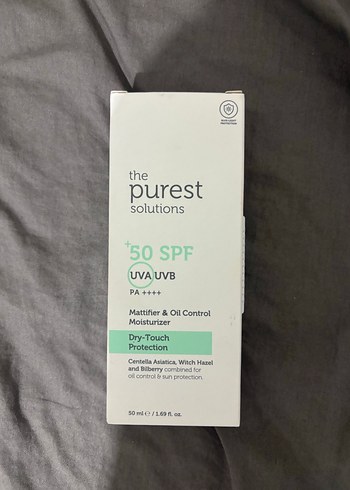 the
purest
solutions
+50 SPF
UVA UVB
PA ++++
Mattifier & Oil Control
Moisturizer
Dry-Touch
Protection
Centella Asiatica, Witch Hazel
and Bilberry combined for
oil control & sun protection.
50 ml ℮ / 1.69 fl. oz.